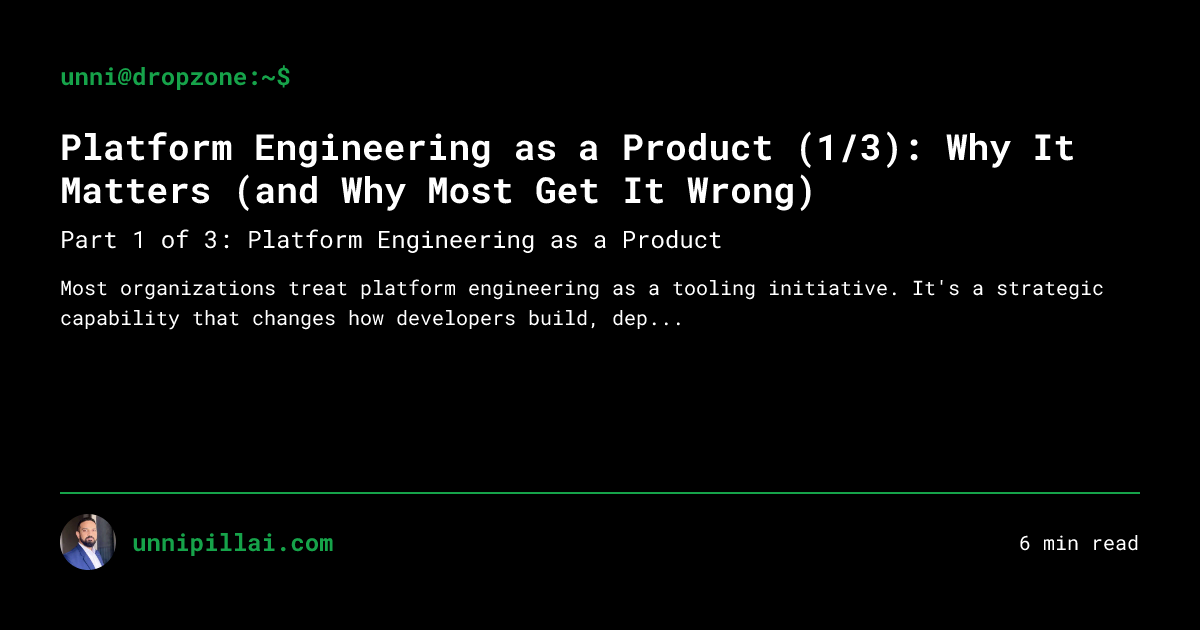 unni@dropzone:~$
Platform Engineering as a Product (1/3): Why It
Matters (and Why Most Get It Wrong)
Part 1 of 3: Platform Engineering as a Product
Most organizations treat platform engineering as a tooling initiative. It's a strategic
capability that changes how developers build, dep...
unnipillai.com
6 min read